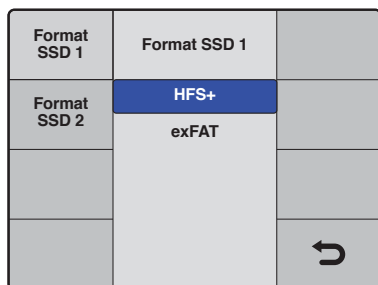 Format
SSD 1
Format SSD 1
Format
SSD 2
HFS+
exFAT